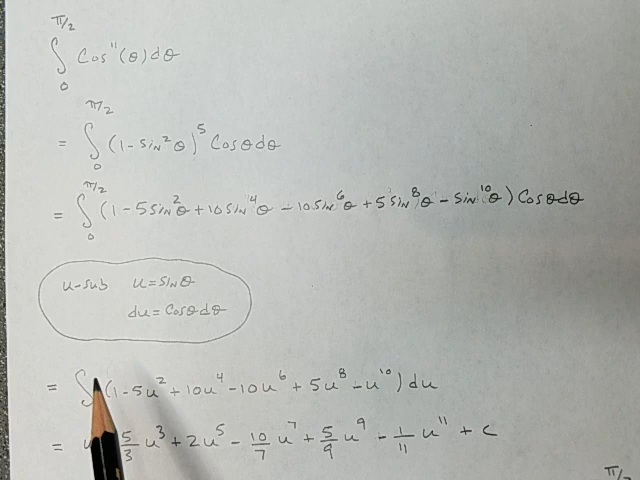 ∫₀^{π/2} Cos¹¹(θ)dθ
= ∫₀^{π/2} (1-sin²θ)⁵ Cosθdθ
= ∫₀^{π/2} (1-5sin²θ+10sin⁴θ-10sin⁶θ+5sin⁸θ-sin¹⁰θ) Cosθdθ
u-sub u=sinθ
du=Cosθdθ
= ∫(1-5u²+10u⁴-10u⁶+5u⁸-u¹⁰)du
= u 5/3 u³+2u⁵-10/7 u⁷+5/9 u⁹-1/11 u¹¹+c
π/2